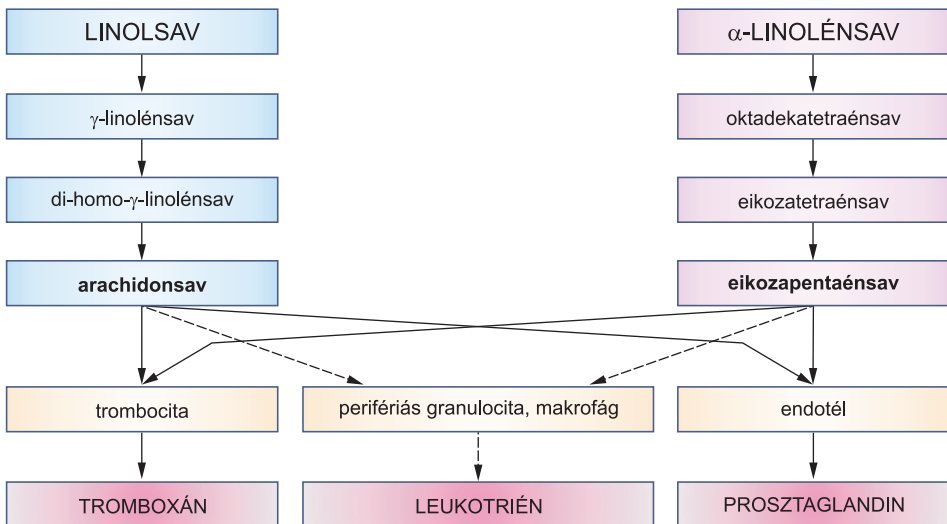 LINOLSAV
α-LINOLÉNSAV
γ-linolénsav
oktadekatetraénsav
di-homo-γ-linolénsav
eikozatetraénsav
arachidonsav
eikozapentaénsav
trombocita
perifériás granulocita, makrofág
endotél
TROMBOXÁN
LEUKOTRIÉN
PROSZTAGLANDIN